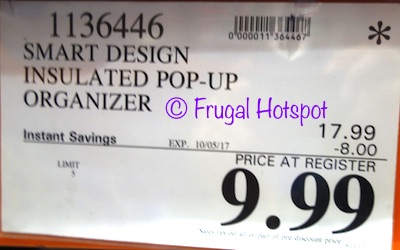 1136446
0000011364467
*
SMART DESIGN
INSULATED POP-UP
ORGANIZER
© Frugal Hotspot
17.99
Instant Savings EXP. 10/05/17 -8.00
LIMIT
5
PRICE AT REGISTER
9.99